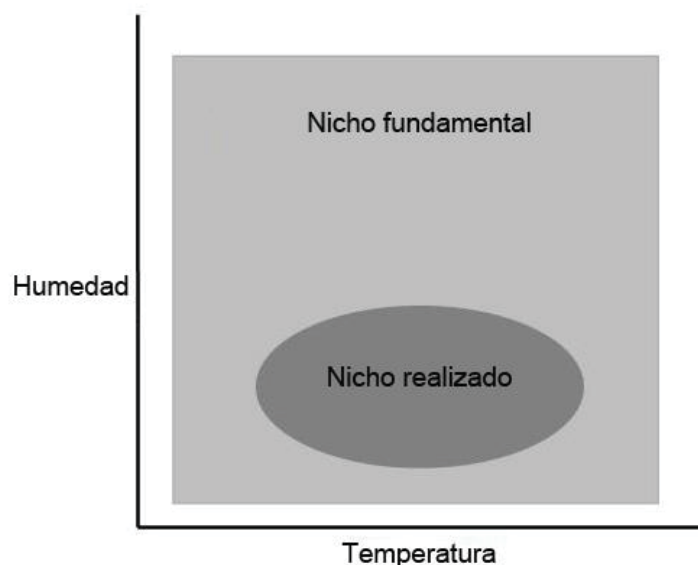 Nicho fundamental
Humedad
Nicho realizado
Temperatura